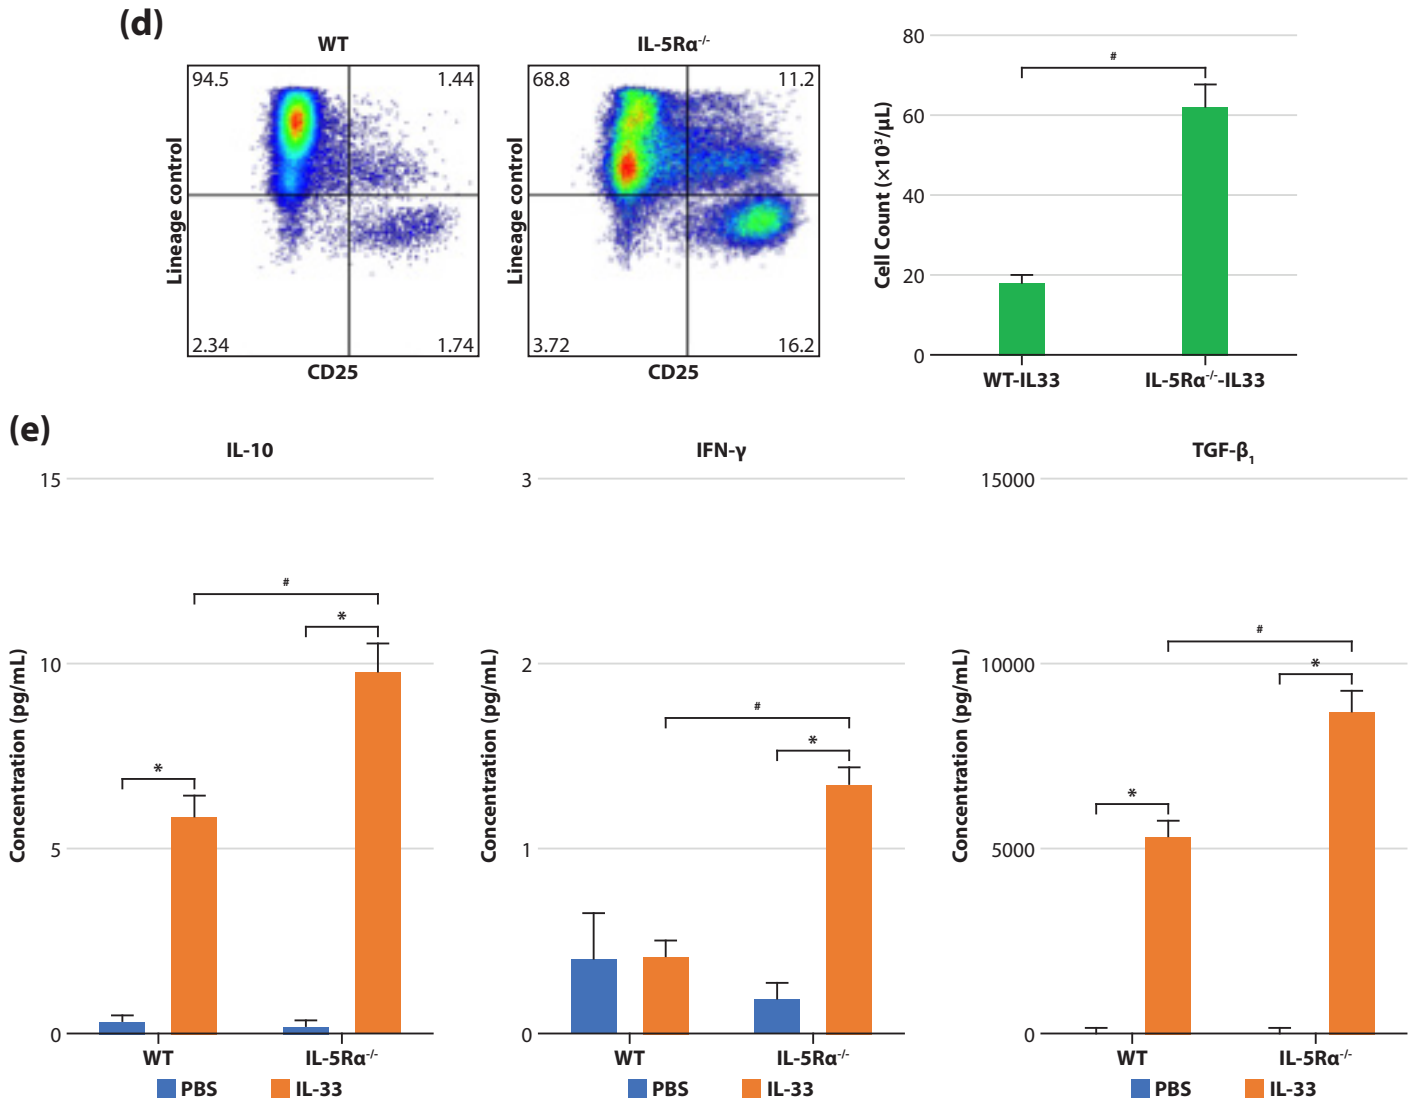 (d)
WT
94.5
1.44
2.34
1.74
Lineage control
CD25
IL-5Rα-/-
68.8
11.2
3.72
16.2
Lineage control
CD25
80
60
40
20
0
Cell Count (×10³/μL)
#
WT-IL33
IL-5Rα-/--IL33
(e)
IL-10
15
10
5
0
Concentration (pg/mL)
#
*
*
WT
IL-5Rα-/-
PBS
IL-33
IFN-γ
3
2
1
0
Concentration (pg/mL)
#
*
WT
IL-5Rα-/-
PBS
IL-33
TGF-β₁
15000
10000
5000
0
Concentration (pg/mL)
#
*
*
WT
IL-5Rα-/-
PBS
IL-33